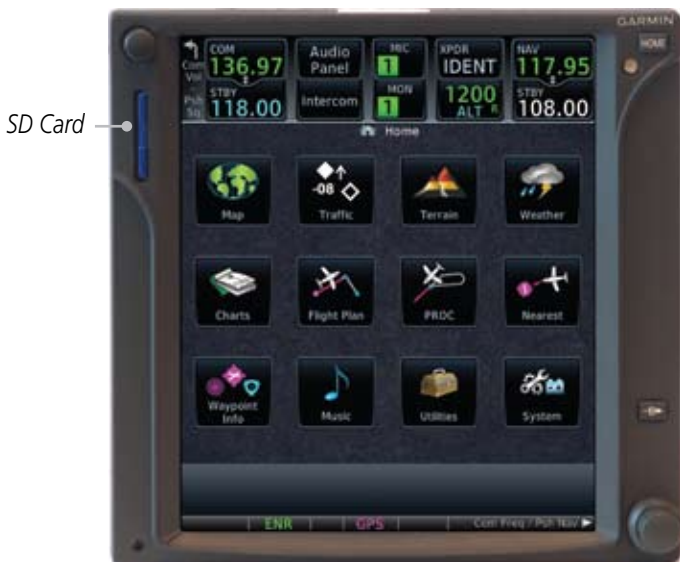 GARMIN
HOME
SD Card
COM
136.97
STBY
118.00
Com
Vol
Psh
Sq
Audio
Panel
Intercom
MIC
1
MON
1
XPDR
IDENT
1200
ALT R
NAV
117.95
STBY
108.00
Home
Map
Traffic
-08
Terrain
Weather
Charts
Flight Plan
PROC
Nearest
Waypoint
Info
Music
Utilities
System
ENR
GPS
Com Freq / Psh Nav